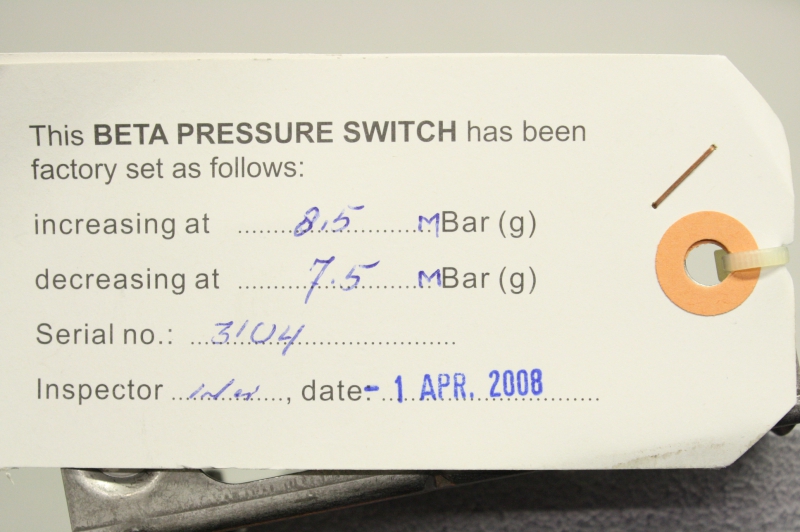 This BETA PRESSURE SWITCH has been
factory set as follows:
increasing at ........8.5........MBar (g)
decreasing at ........7.5........MBar (g)
Serial no.: ...3104........................
Inspector ................, date:- 1 APR. 2008